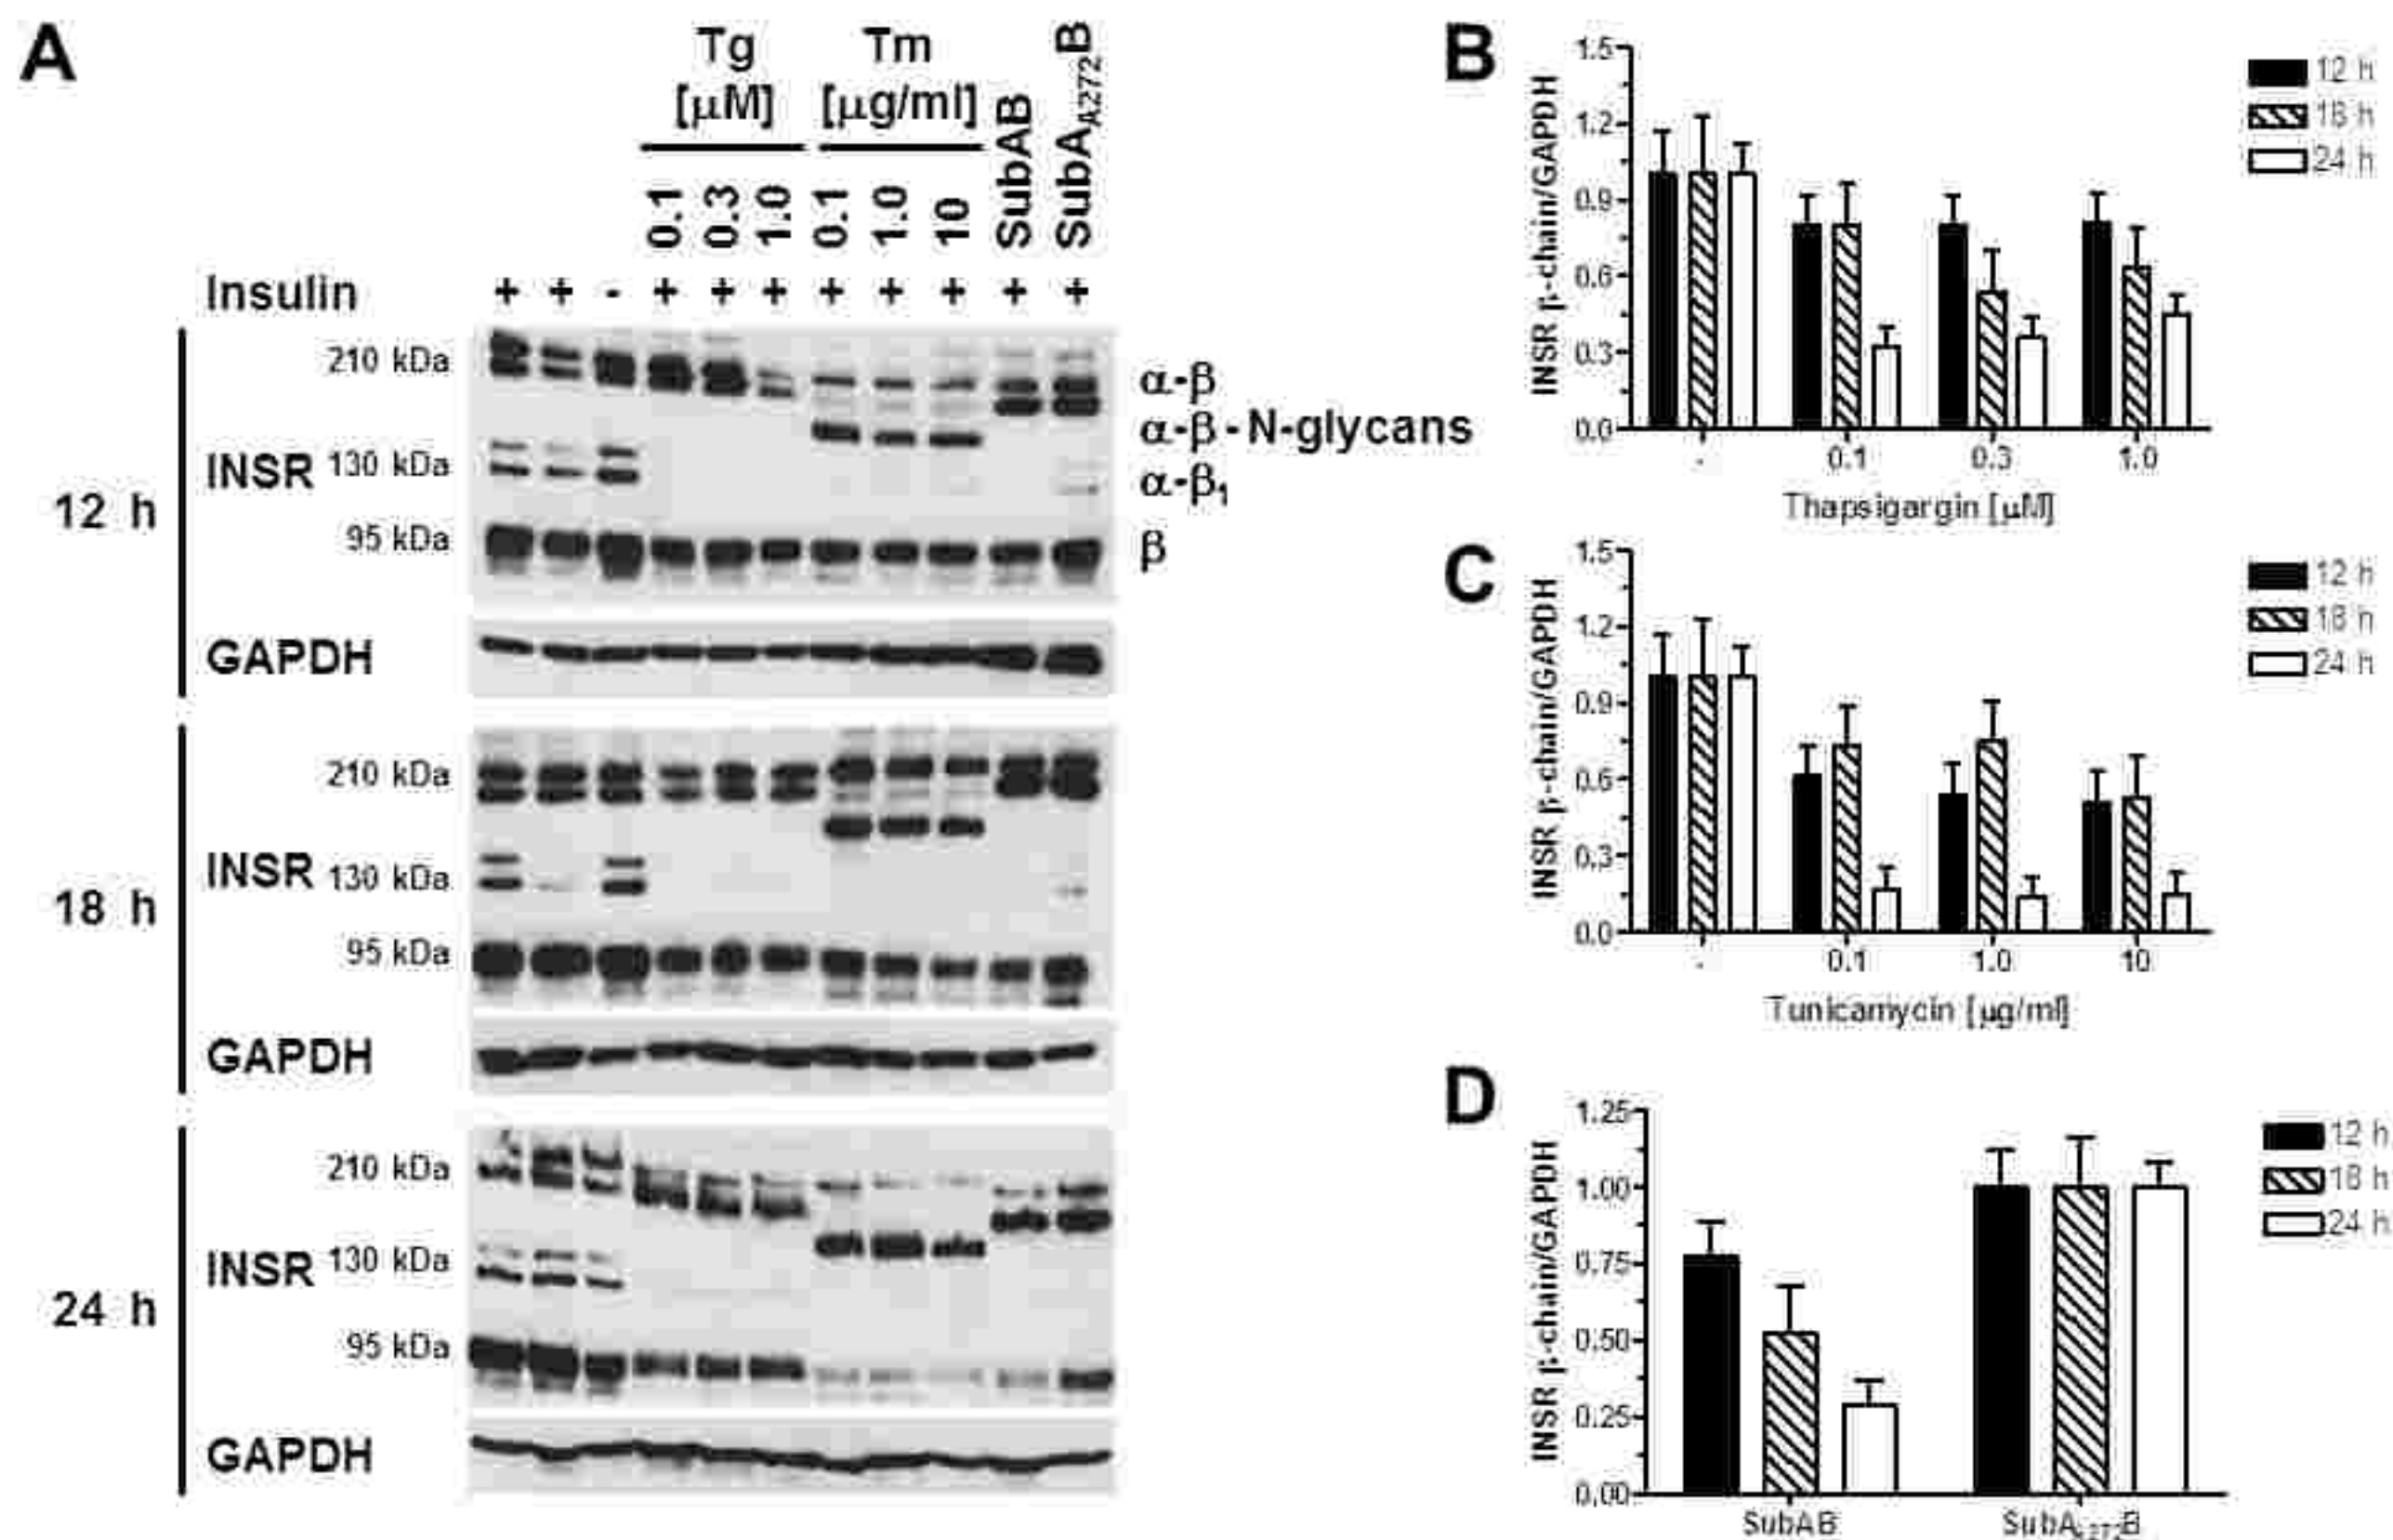 A
Tg
[µM]
Tm
[µg/ml]
SubAB
SubA_A272B
0.1 0.3 1.0 0.1 1.0 10
Insulin + + - + + + + + + + +
12 h
INSR
210 kDa
130 kDa
95 kDa
α-β
α-β-N-glycans
α-β1
β
GAPDH
18 h
INSR
210 kDa
130 kDa
95 kDa
GAPDH
24 h
INSR
210 kDa
130 kDa
95 kDa
GAPDH
B
INSR β-chain/GAPDH
1.5
1.2
0.9
0.6
0.3
0.0
- 0.1 0.3 1.0
Thapsigargin [µM]
12 h
18 h
24 h
C
INSR β-chain/GAPDH
1.5
1.2
0.9
0.6
0.3
0.0
- 0.1 1.0 10
Tunicamycin [µg/ml]
12 h
18 h
24 h
D
INSR β-chain/GAPDH
1.25
1.00
0.75
0.50
0.25
0.00
SubAB SubA_A272B
12 h
18 h
24 h